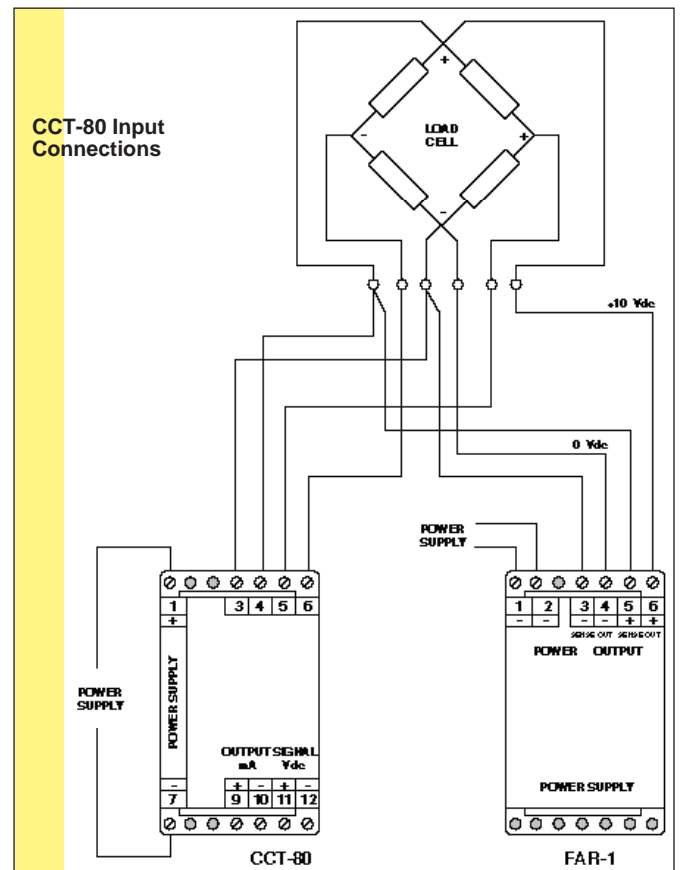 CCT-80 Input
Connections
+
LOAD
CELL
-
+
-
+10 Vdc
0 Vdc
POWER
SUPPLY
1
+
3 4 5 6
POWER SUPPLY
POWER
SUPPLY
OUTPUT SIGNAL
mA Vdc
-
7
+ - + -
9 10 11 12
CCT-80
1 2 3 4 5 6
- - - - + +
SENSE OUT SENSE OUT
POWER OUTPUT
POWER SUPPLY
FAR-1